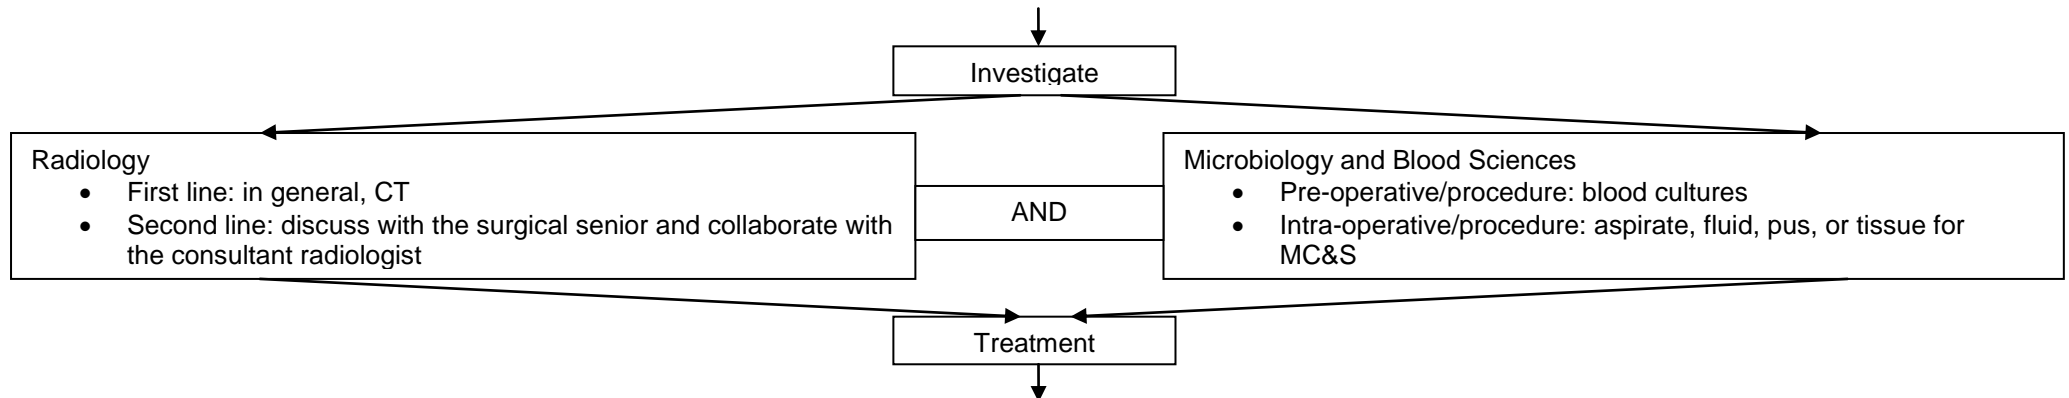 Investigate
Radiology
• First line: in general, CT
• Second line: discuss with the surgical senior and collaborate with
the consultant radiologist
AND
Microbiology and Blood Sciences
• Pre-operative/procedure: blood cultures
• Intra-operative/procedure: aspirate, fluid, pus, or tissue for
MC&S
Treatment